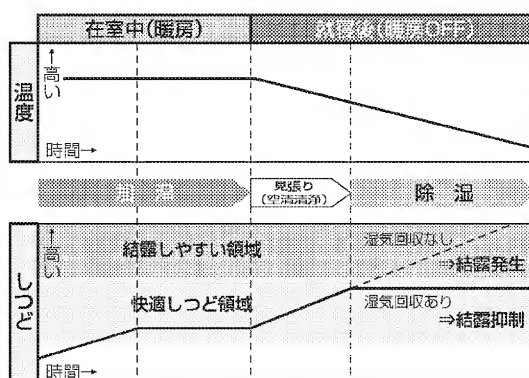 在室中(暖房)
就寝後(暖房OFF)
温度
↑高い
時間→
加 湿
見張り
(空清清浄)
除 湿
しつど
↑高い
結露しやすい領域
湿気回収なし
⇒結露発生
快適しつど領域
湿気回収あり
⇒結露抑制
時間→